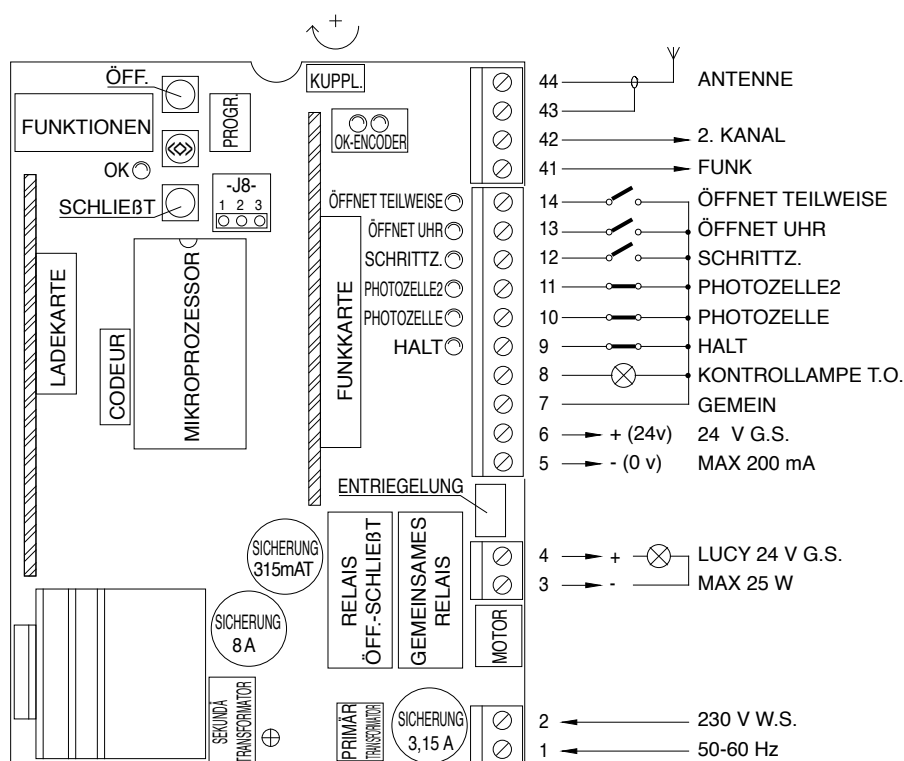 +
ÖFF.
KUPPL.
FUNKTIONEN
PROGR.
OK-ENCODER
OK
SCHLIEßT
-J8-
1 2 3
LADEKARTE
CODEUR
MIKROPROZESSOR
FUNKKARTE
ÖFFNET TEILWEISE
ÖFFNET UHR
SCHRITTZ.
PHOTOZELLE2
PHOTOZELLE
HALT
ENTRIEGELUNG
SICHERUNG
315mAT
SICHERUNG
8 A
RELAIS
ÖFF.-SCHLIEßT
GEMEINSAMES
RELAIS
MOTOR
SEKUNDÄ
TRANSFORMATOR
PRIMÄR
TRANSFORMATOR
SICHERUNG
3,15 A
44 ANTENNE
43
42 2. KANAL
41 FUNK
14 ÖFFNET TEILWEISE
13 ÖFFNET UHR
12 SCHRITTZ.
11 PHOTOZELLE2
10 PHOTOZELLE
9 HALT
8 KONTROLLAMPE T.O.
7 GEMEIN
6 + (24v) 24 V G.S.
5 - (0 v) MAX 200 mA
4 + LUCY 24 V G.S.
3 - MAX 25 W
2 230 V W.S.
1 50-60 Hz